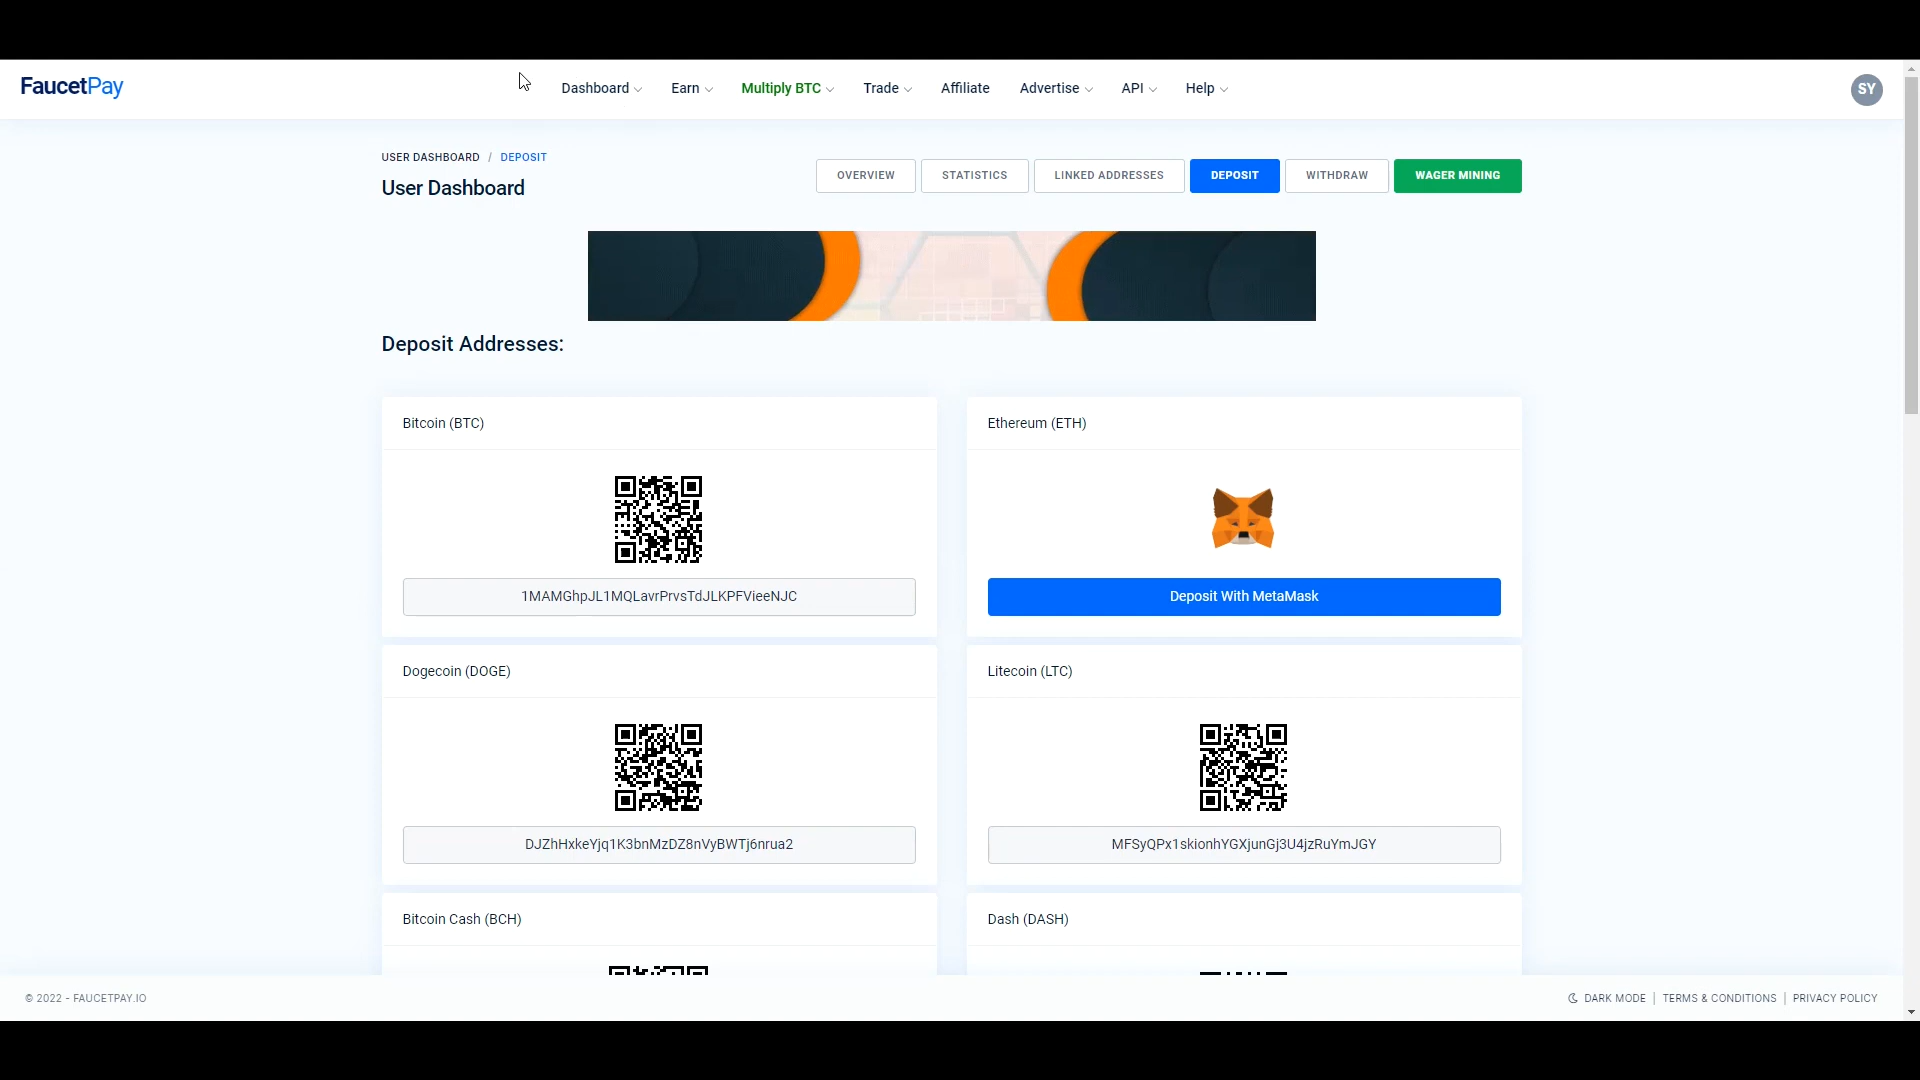 FaucetPay
Dashboard Earn Multiply BTC Trade Affiliate Advertise API Help
SY
USER DASHBOARD / DEPOSIT
User Dashboard
OVERVIEW STATISTICS LINKED ADDRESSES DEPOSIT WITHDRAW WAGER MINING
Deposit Addresses:
Bitcoin (BTC)
1MAMGhpJL1MQLavrPrvsTdJLKPFVieeNJC
Ethereum (ETH)
Deposit With MetaMask
Dogecoin (DOGE)
DJZhHxkeYjq1K3bnMzDZ8nVyBWTj6nrua2
Litecoin (LTC)
MFSyQPx1skionhYGXjunGj3U4jzRuYmJGY
Bitcoin Cash (BCH)
Dash (DASH)
© 2022 - FAUCETPAY.IO
DARK MODE | TERMS & CONDITIONS | PRIVACY POLICY